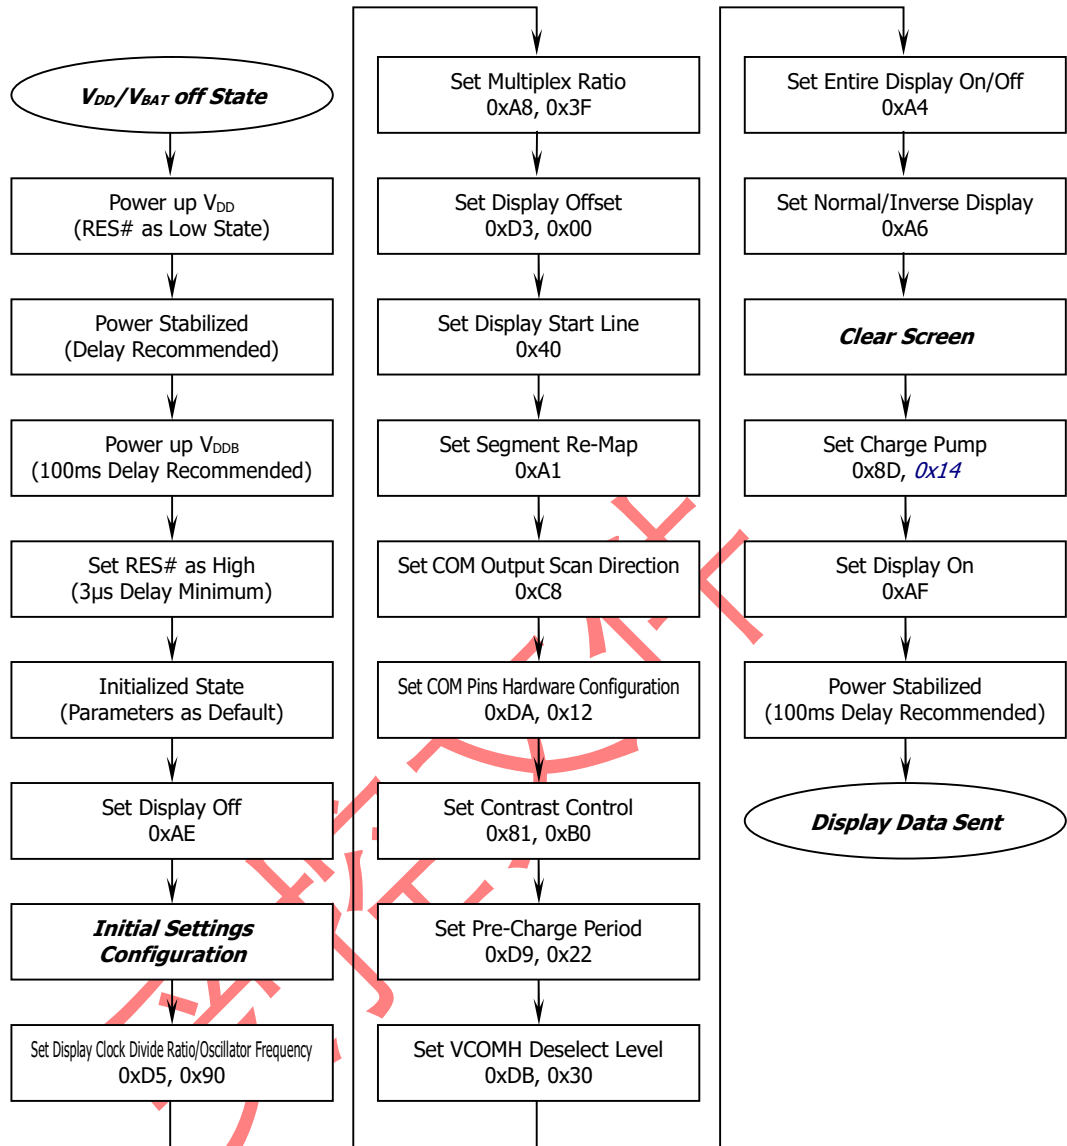 V_DD/V_BAT off State
Power up V_DD
(RES# as Low State)
Power Stabilized
(Delay Recommended)
Power up V_DDB
(100ms Delay Recommended)
Set RES# as High
(3μs Delay Minimum)
Initialized State
(Parameters as Default)
Set Display Off
0xAE
Initial Settings
Configuration
Set Display Clock Divide Ratio/Oscillator Frequency
0xD5, 0x90
Set Multiplex Ratio
0xA8, 0x3F
Set Display Offset
0xD3, 0x00
Set Display Start Line
0x40
Set Segment Re-Map
0xA1
Set COM Output Scan Direction
0xC8
Set COM Pins Hardware Configuration
0xDA, 0x12
Set Contrast Control
0x81, 0xB0
Set Pre-Charge Period
0xD9, 0x22
Set VCOMH Deselect Level
0xDB, 0x30
Set Entire Display On/Off
0xA4
Set Normal/Inverse Display
0xA6
Clear Screen
Set Charge Pump
0x8D, 0x14
Set Display On
0xAF
Power Stabilized
(100ms Delay Recommended)
Display Data Sent